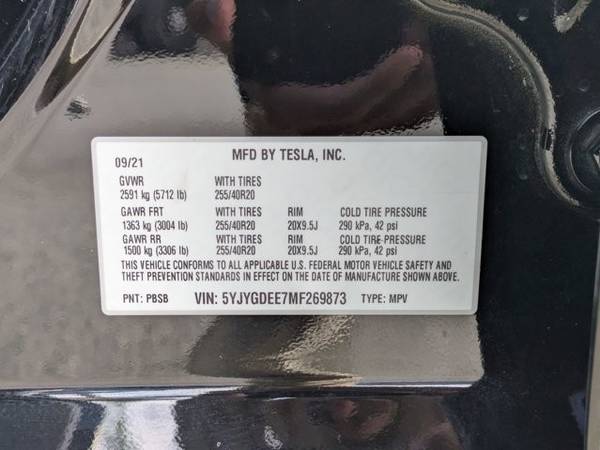 09/21 MFD BY TESLA, INC.
GVWR WITH TIRES
2591 kg (5712 lb) 255/40R20
GAWR FRT WITH TIRES RIM COLD TIRE PRESSURE
1363 kg (3004 lb) 255/40R20 20X9.5J 290 kPa, 42 psi
GAWR RR WITH TIRES RIM COLD TIRE PRESSURE
1500 kg (3306 lb) 255/40R20 20X9.5J 290 kPa, 42 psi
THIS VEHICLE CONFORMS TO ALL APPLICABLE U.S. FEDERAL MOTOR VEHICLE SAFETY AND
THEFT PREVENTION STANDARDS IN EFFECT ON THE DATE OF MANUFACTURE SHOWN ABOVE.
PNT: PBSB VIN: 5YJYGDEE7MF269873 TYPE: MPV